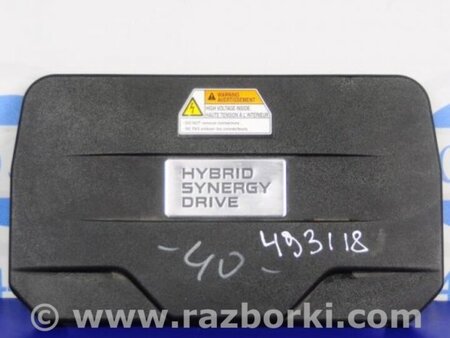 WARNING
AVERTISSEMENT
HIGH VOLTAGE INSIDE
HAUTE TENSION À L'INTÉRIEUR
HYBRID
SYNERGY
DRIVE
-40-
493118
© www.razborki.com